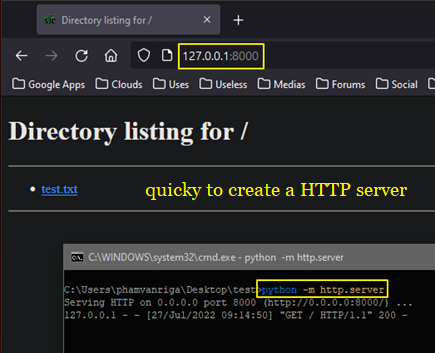 Directory listing for /
127.0.0.1:8000
Google Apps Clouds Uses Useless Medias Forums Social
Directory listing for /
test.txt
quicky to create a HTTP server
C:\WINDOWS\system32\cmd.exe - python -m http.server
C:\Users\phamvanriga\Desktop\test>python -m http.server
Serving HTTP on 0.0.0.0 port 8000 (http://0.0.0.0:8000/) ...
127.0.0.1 - - [27/Jul/2022 09:14:50] "GET / HTTP/1.1" 200 -